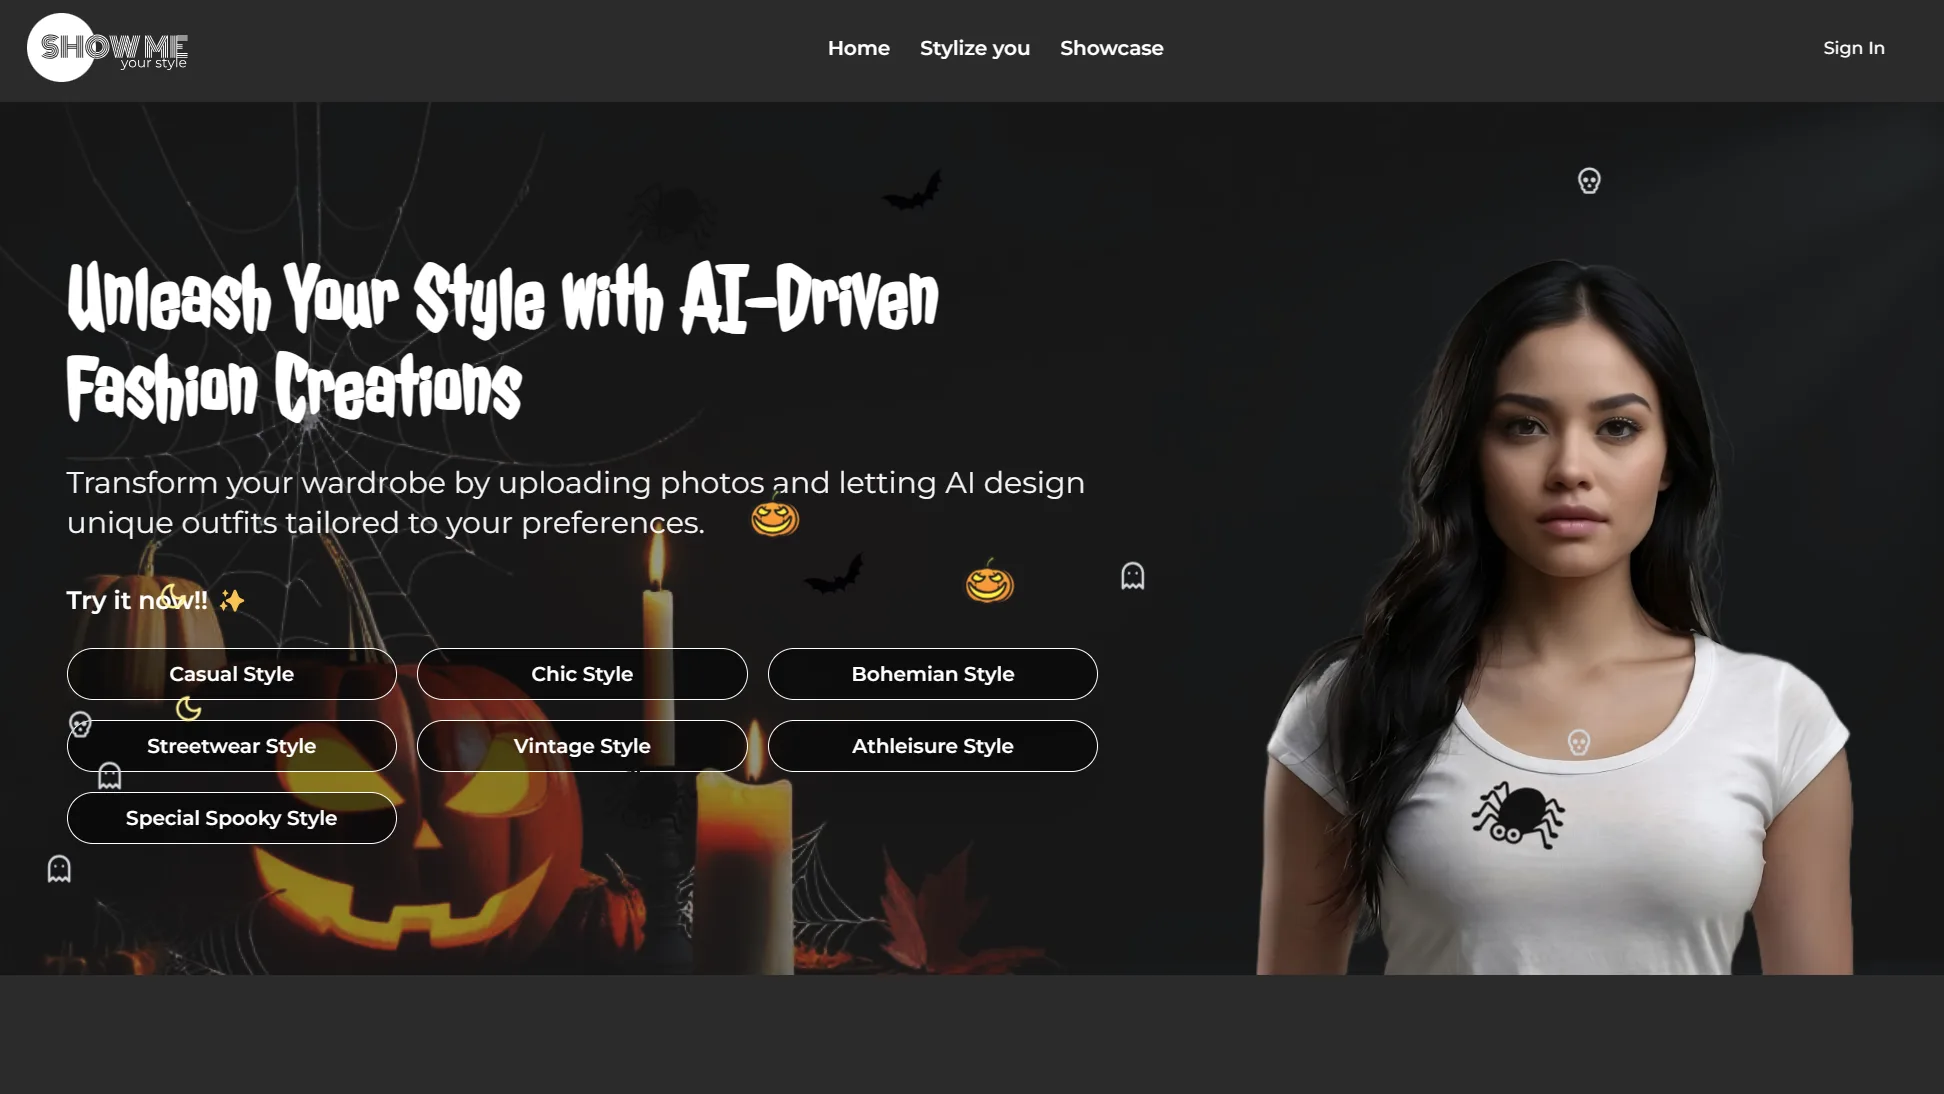 SHOW ME
your style
Home
Stylize you
Showcase
Sign In
Unleash Your Style with AI-Driven
Fashion Creations
Transform your wardrobe by uploading photos and letting AI design
unique outfits tailored to your preferences.
Try it now!! ✨
Casual Style
Chic Style
Bohemian Style
Streetwear Style
Vintage Style
Athleisure Style
Special Spooky Style